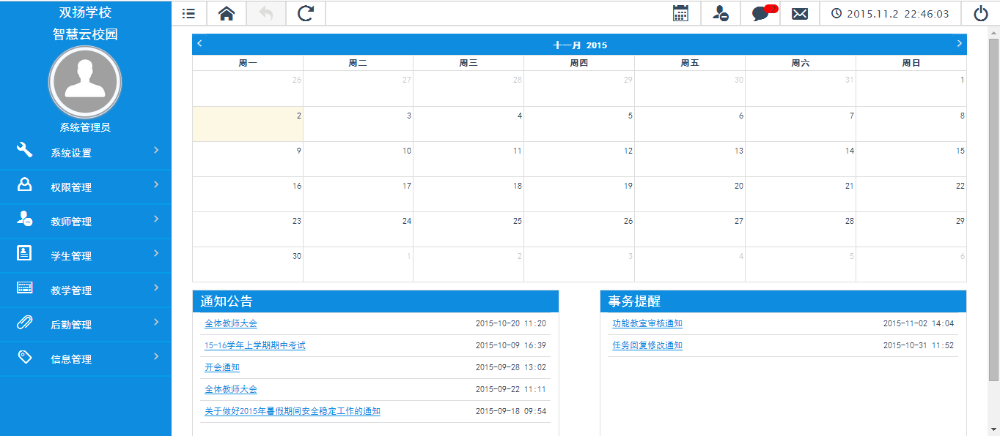 双扬学校
智慧云校园
系统管理员
系统设置
权限管理
教师管理
学生管理
教学管理
后勤管理
信息管理
2
2015.11.2 22:46:03
十一月 2015
周一 周二 周三 周四 周五 周六 周日
26 27 28 29 30 31 1
2 3 4 5 6 7 8
9 10 11 12 13 14 15
16 17 18 19 20 21 22
23 24 25 26 27 28 29
30 1 2 3 4 5 6
通知公告
全体教师大会 2015-10-20 11:20
15-16学年上学期期中考试 2015-10-09 16:39
开会通知 2015-09-28 13:02
全体教师大会 2015-09-22 11:11
关于做好2015年暑假期间安全稳定工作的通知 2015-09-18 09:54
事务提醒
功能教室审核通知 2015-11-02 14:04
任务回复修改通知 2015-10-31 11:52